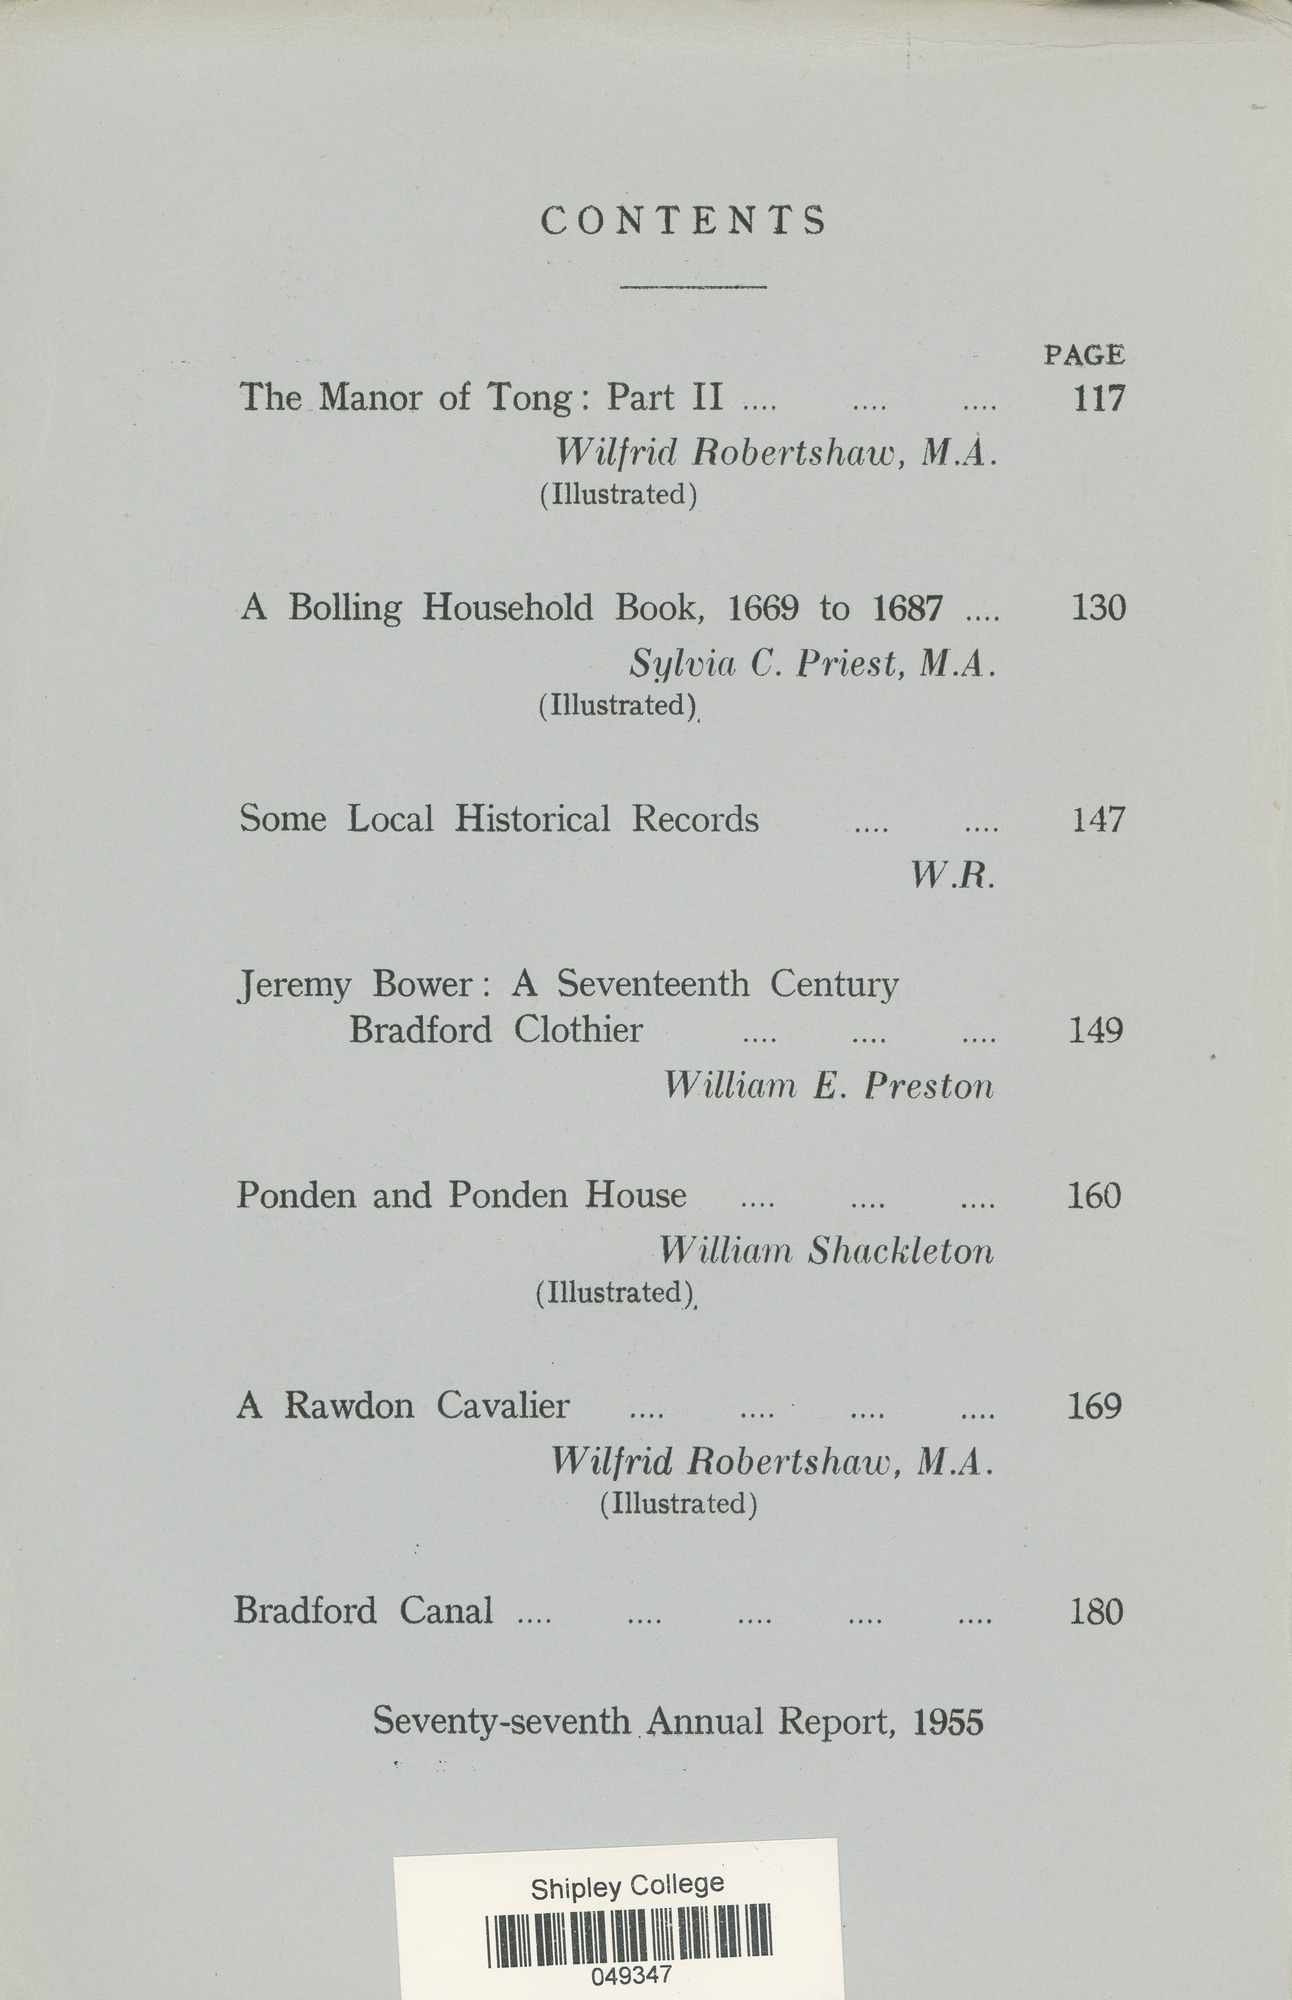 CONTENTS
PAGE
The Manor of Tong: Part II .... .... .... 117
Wilfrid Robertshaw, M.A.
(Illustrated)
A Bolling Household Book, 1669 to 1687 .... 130
Sylvia C. Priest, M.A.
(Illustrated)
Some Local Historical Records .... .... 147
W.R.
Jeremy Bower: A Seventeenth Century
Bradford Clothier .... .... .... 149
William E. Preston
Ponden and Ponden House .... .... .... 160
William Shackleton
(Illustrated)
A Rawdon Cavalier .... .... .... .... 169
Wilfrid Robertshaw, M.A.
(Illustrated)
Bradford Canal .... .... .... .... .... 180
Seventy-seventh Annual Report, 1955
Shipley College
049347